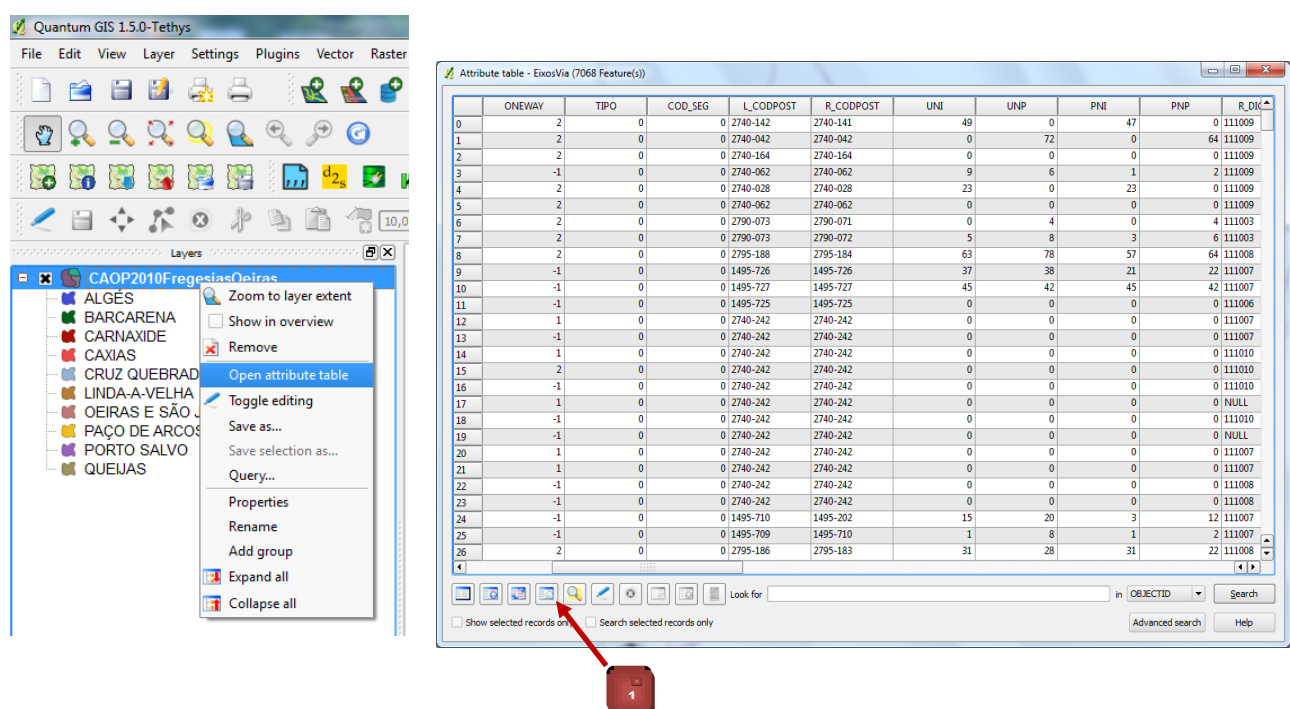 Quantum GIS 1.5.0-Tethys
File Edit View Layer Settings Plugins Vector Raster
d2s
10,0
Layers
CAOP2010FregesiasOeiras
ALGÉS
BARCARENA
CARNAXIDE
CAXIAS
CRUZ QUEBRAD
LINDA-A-VELHA
OEIRAS E SÃO J
PAÇO DE ARCOS
PORTO SALVO
QUEIJAS
Zoom to layer extent
Show in overview
Remove
Open attribute table
Toggle editing
Save as...
Save selection as...
Query...
Properties
Rename
Add group
Expand all
Collapse all
Attribute table - EixosVia (7068 Feature(s))
ONEWAY TIPO COD_SEG L_CODPOST R_CODPOST UNI UNP PNI PNP R_DIC
0 2 0 0 2740-142 2740-141 49 0 47 0 111009
1 2 0 0 2740-042 2740-042 0 72 0 64 111009
2 2 0 0 2740-164 2740-164 0 0 0 0 111009
3 -1 0 0 2740-062 2740-062 9 6 1 2 111009
4 2 0 0 2740-028 2740-028 23 0 23 0 111009
5 2 0 0 2740-062 2740-062 0 0 0 0 111009
6 2 0 0 2790-073 2790-071 0 4 0 4 111003
7 2 0 0 2790-073 2790-072 5 8 3 6 111003
8 2 0 0 2795-188 2795-184 63 78 57 64 111008
9 -1 0 0 1495-726 1495-726 37 38 21 22 111007
10 -1 0 0 1495-727 1495-727 45 42 45 42 111007
11 -1 0 0 1495-725 1495-725 0 0 0 0 111006
12 1 0 0 2740-242 2740-242 0 0 0 0 111007
13 -1 0 0 2740-242 2740-242 0 0 0 0 111007
14 1 0 0 2740-242 2740-242 0 0 0 0 111010
15 2 0 0 2740-242 2740-242 0 0 0 0 111010
16 -1 0 0 2740-242 2740-242 0 0 0 0 111010
17 1 0 0 2740-242 2740-242 0 0 0 0 NULL
18 -1 0 0 2740-242 2740-242 0 0 0 0 111010
19 -1 0 0 2740-242 2740-242 0 0 0 0 NULL
20 1 0 0 2740-242 2740-242 0 0 0 0 111007
21 1 0 0 2740-242 2740-242 0 0 0 0 111007
22 -1 0 0 2740-242 2740-242 0 0 0 0 111008
23 -1 0 0 2740-242 2740-242 0 0 0 0 111008
24 -1 0 0 1495-710 1495-202 15 20 3 12 111007
25 -1 0 0 1495-709 1495-710 1 8 1 2 111007
26 2 0 0 2795-186 2795-183 31 28 31 22 111008
Look for in OBJECTID Search
Show selected records only Search selected records only Advanced search Help
1